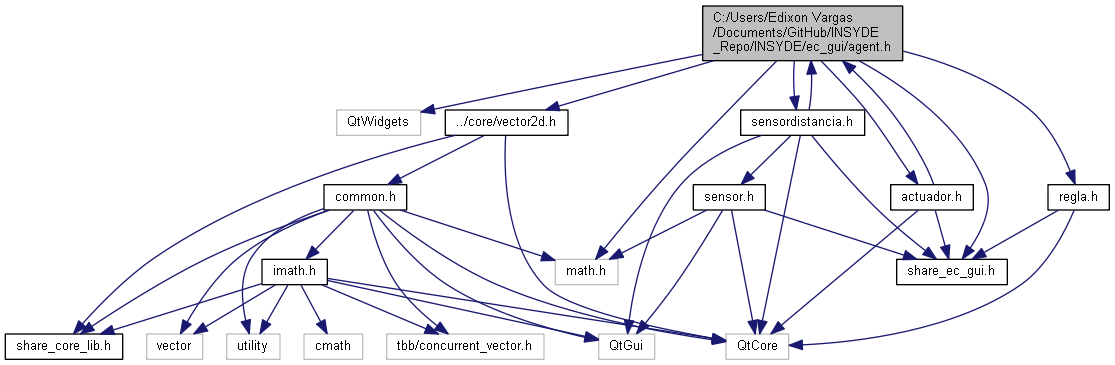 C:/Users/Edixon Vargas
/Documents/GitHub/INSYDE
_Repo/INSYDE/ec_gui/agent.h
QtWidgets
../core/vector2d.h
sensordistancia.h
common.h
sensor.h
actuador.h
regla.h
imath.h
math.h
share_ec_gui.h
share_core_lib.h
vector
utility
cmath
tbb/concurrent_vector.h
QtGui
QtCore